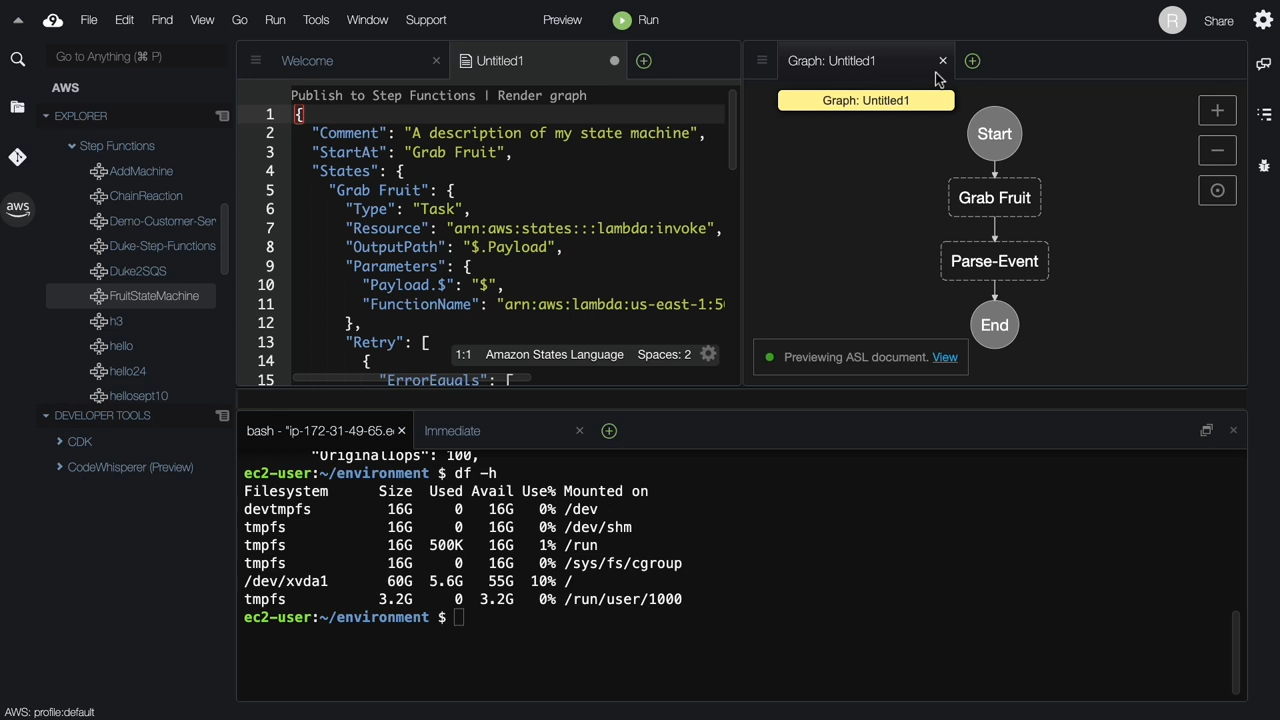 9 File Edit Find View Go Run Tools Window Support Preview Run R Share
Go to Anything (⌘ P)
AWS
EXPLORER
Step Functions
AddMachine
ChainReaction
Demo-Customer-Ser
Duke-Step-Functions
Duke2SQS
FruitStateMachine
h3
hello
hello24
hellosept10
DEVELOPER TOOLS
CDK
CodeWhisperer (Preview)
aws
Welcome
Untitled1
Publish to Step Functions | Render graph
1 {
2 "Comment": "A description of my state machine",
3 "StartAt": "Grab Fruit",
4 "States": {
5 "Grab Fruit": {
6 "Type": "Task",
7 "Resource": "arn:aws:states:::lambda:invoke",
8 "OutputPath": "$.Payload",
9 "Parameters": {
10 "Payload.$": "$",
11 "FunctionName": "arn:aws:lambda:us-east-1:5
12 },
13 "Retry": [
14 {
15 "ErrorEquals": [
1:1 Amazon States Language Spaces: 2
Graph: Untitled1
Graph: Untitled1
Start
Grab Fruit
Parse-Event
End
Previewing ASL document. View
bash - "ip-172-31-49-65.e
Immediate
"OriginalIops": 100,
ec2-user:~/environment $ df -h
Filesystem Size Used Avail Use% Mounted on
devtmpfs 16G 0 16G 0% /dev
tmpfs 16G 0 16G 0% /dev/shm
tmpfs 16G 500K 16G 1% /run
tmpfs 16G 0 16G 0% /sys/fs/cgroup
/dev/xvda1 60G 5.6G 55G 10% /
tmpfs 3.2G 0 3.2G 0% /run/user/1000
ec2-user:~/environment $
AWS: profile:default